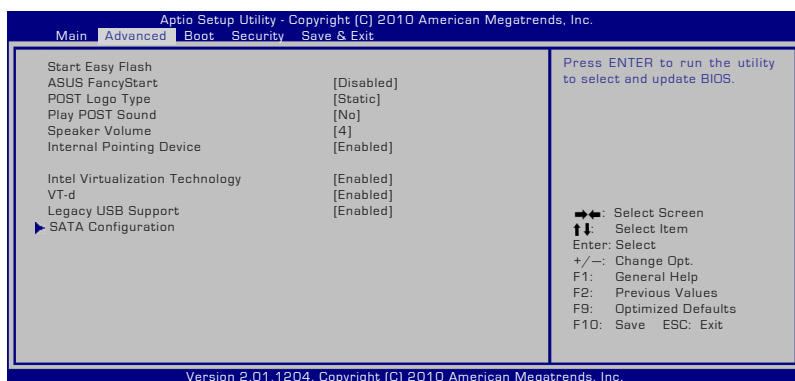 Aptio Setup Utility - Copyright (C) 2010 American Megatrends, Inc.
Main Advanced Boot Security Save & Exit
Start Easy Flash
ASUS FancyStart [Disabled]
POST Logo Type [Static]
Play POST Sound [No]
Speaker Volume [4]
Internal Pointing Device [Enabled]
Intel Virtualization Technology [Enabled]
VT-d [Enabled]
Legacy USB Support [Enabled]
SATA Configuration
Press ENTER to run the utility
to select and update BIOS.
→←: Select Screen
↑↓: Select Item
Enter: Select
+/—: Change Opt.
F1: General Help
F2: Previous Values
F9: Optimized Defaults
F10: Save ESC: Exit
Version 2.01.1204. Copyright (C) 2010 American Megatrends, Inc.